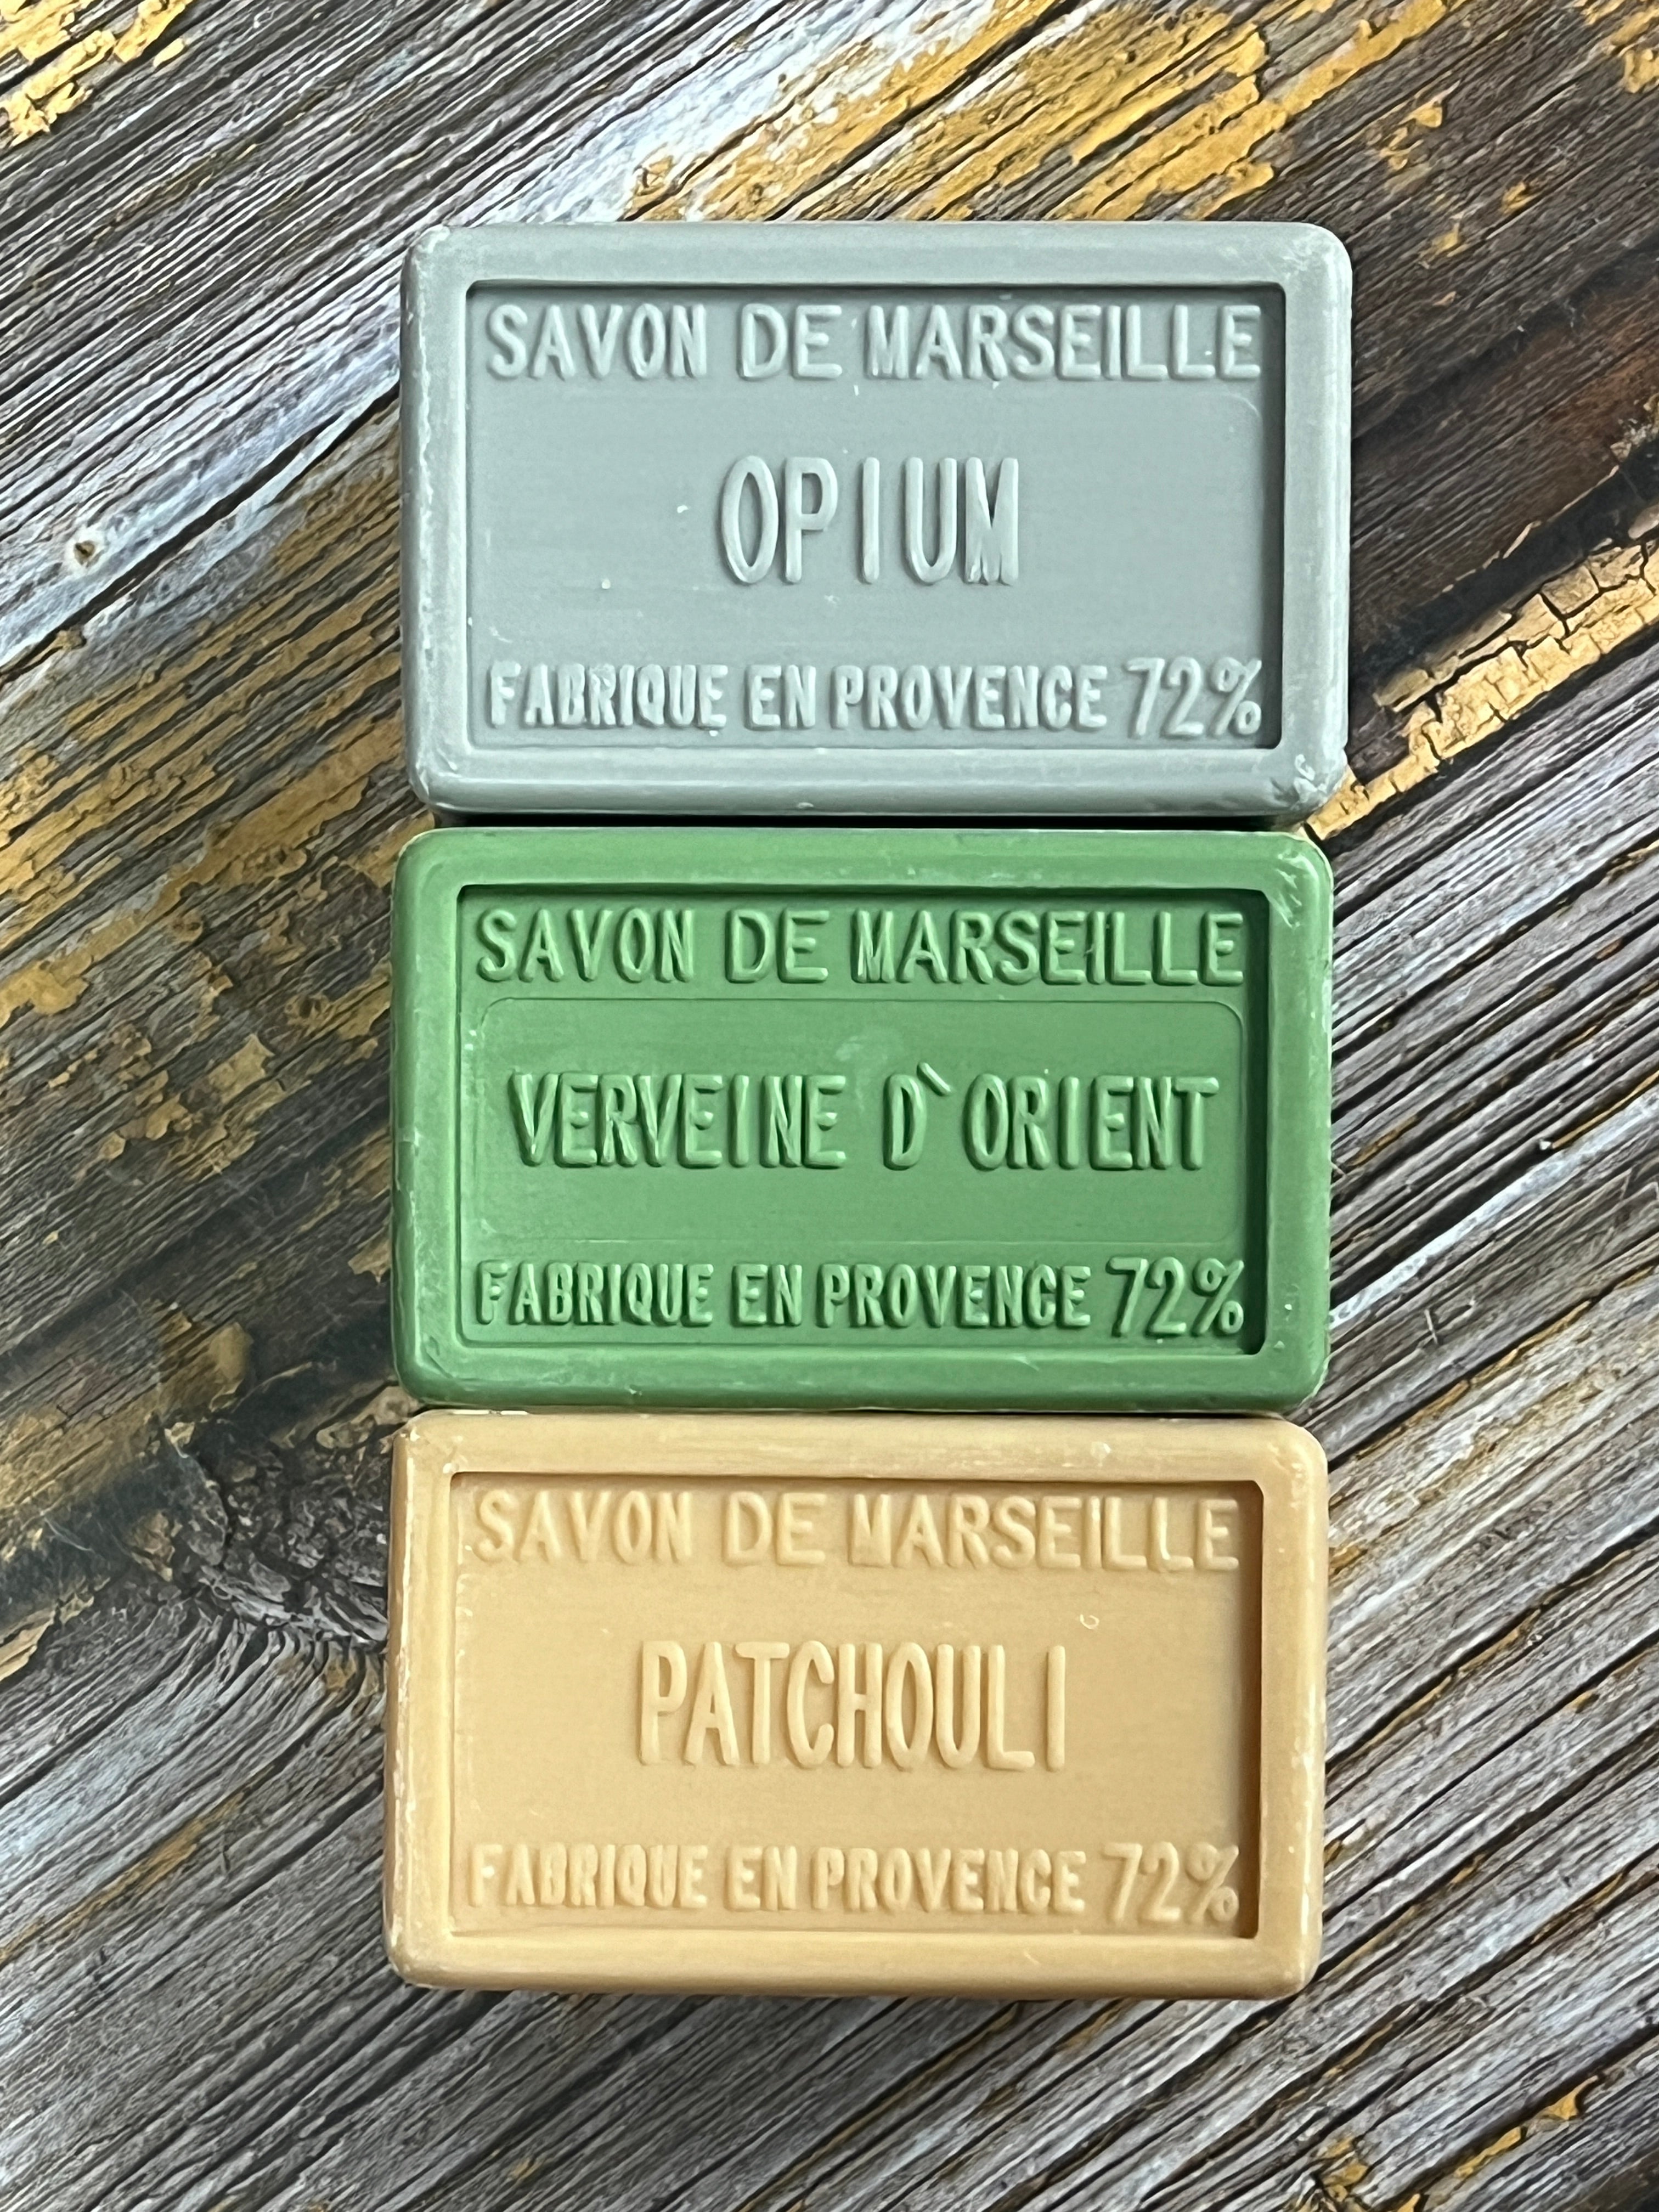 SAVON DE MARSEILLE
OPIUM
FABRIQUE EN PROVENCE 72%
SAVON DE MARSEILLE
VERVEINE D`ORIENT
FABRIQUE EN PROVENCE 72%
SAVON DE MARSEILLE
PATCHOULI
FABRIQUE EN PROVENCE 72%